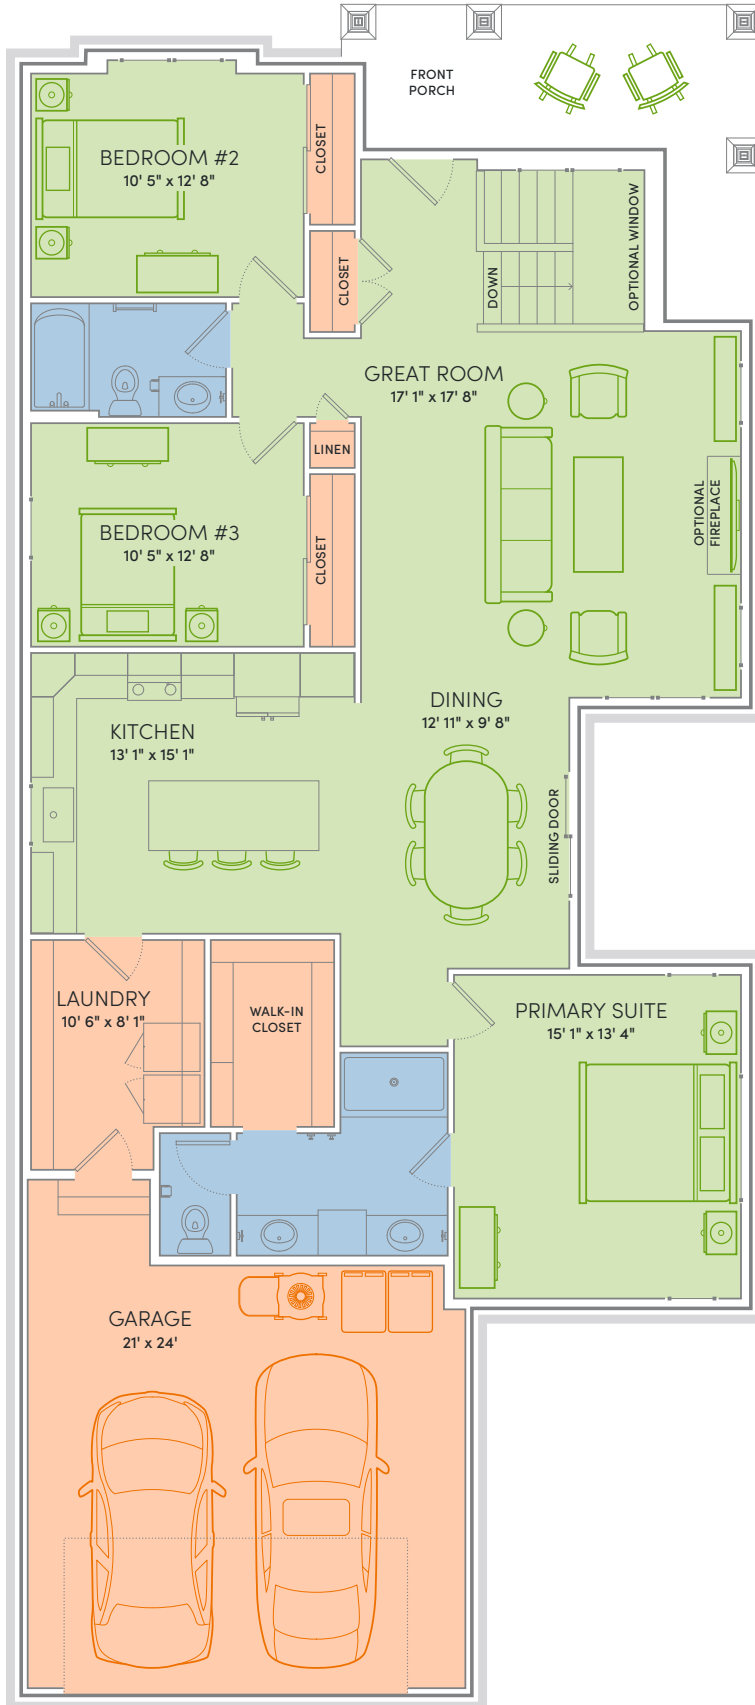 FRONT
PORCH
BEDROOM #2
10' 5" x 12' 8"
CLOSET
CLOSET
DOWN
OPTIONAL WINDOW
GREAT ROOM
17' 1" x 17' 8"
LINEN
OPTIONAL
FIREPLACE
BEDROOM #3
10' 5" x 12' 8"
CLOSET
DINING
12' 11" x 9' 8"
KITCHEN
13' 1" x 15' 1"
SLIDING DOOR
LAUNDRY
10' 6" x 8' 1"
WALK-IN
CLOSET
PRIMARY SUITE
15' 1" x 13' 4"
GARAGE
21' x 24'